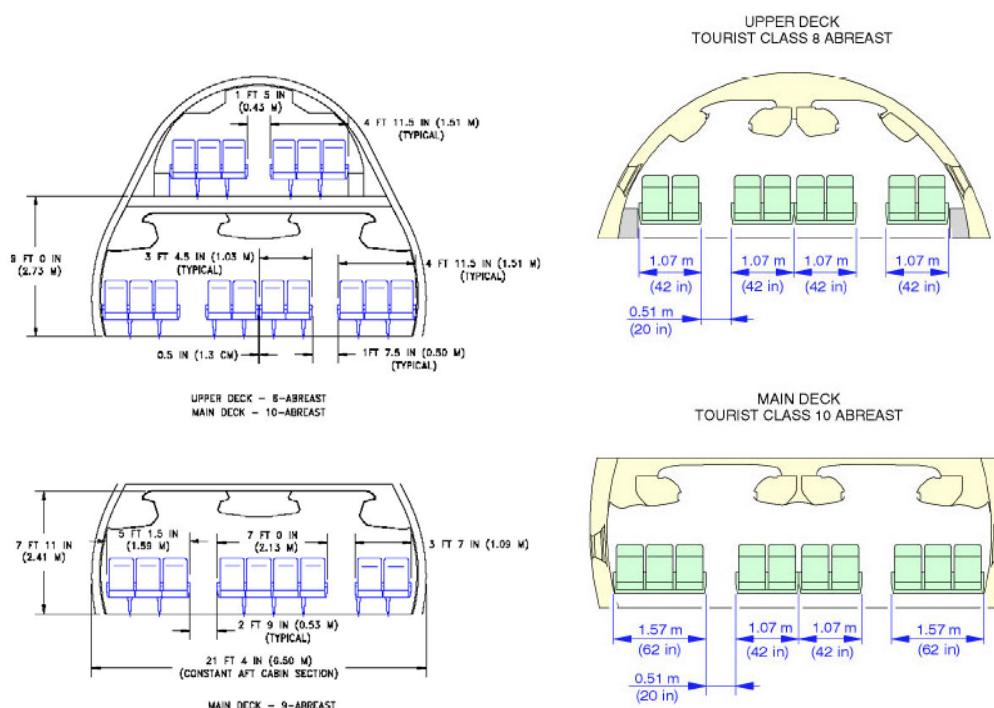 1 FT 5 IN
(0.43 M)
4 FT 11.5 IN (1.51 M)
(TYPICAL)
9 FT 0 IN
(2.73 M)
3 FT 4.5 IN (1.03 M)
(TYPICAL)
4 FT 11.5 IN (1.51 M)
(TYPICAL)
0.5 IN (1.3 CM)
1FT 7.5 IN (0.50 M)
(TYPICAL)
UPPER DECK - 6-ABREAST
MAIN DECK - 10-ABREAST
7 FT 11 IN
(2.41 M)
5 FT 1.5 IN
(1.59 M)
7 FT 0 IN
(2.13 M)
3 FT 7 IN (1.09 M)
2 FT 9 IN (0.53 M)
(TYPICAL)
21 FT 4 IN (6.50 M)
(CONSTANT AFT CABIN SECTION)
MAIN DECK - 9-ABREAST
UPPER DECK
TOURIST CLASS 8 ABREAST
1.07 m
(42 in)
1.07 m
(42 in)
1.07 m
(42 in)
1.07 m
(42 in)
0.51 m
(20 in)
MAIN DECK
TOURIST CLASS 10 ABREAST
1.57 m
(62 in)
1.07 m
(42 in)
1.07 m
(42 in)
1.57 m
(62 in)
0.51 m
(20 in)